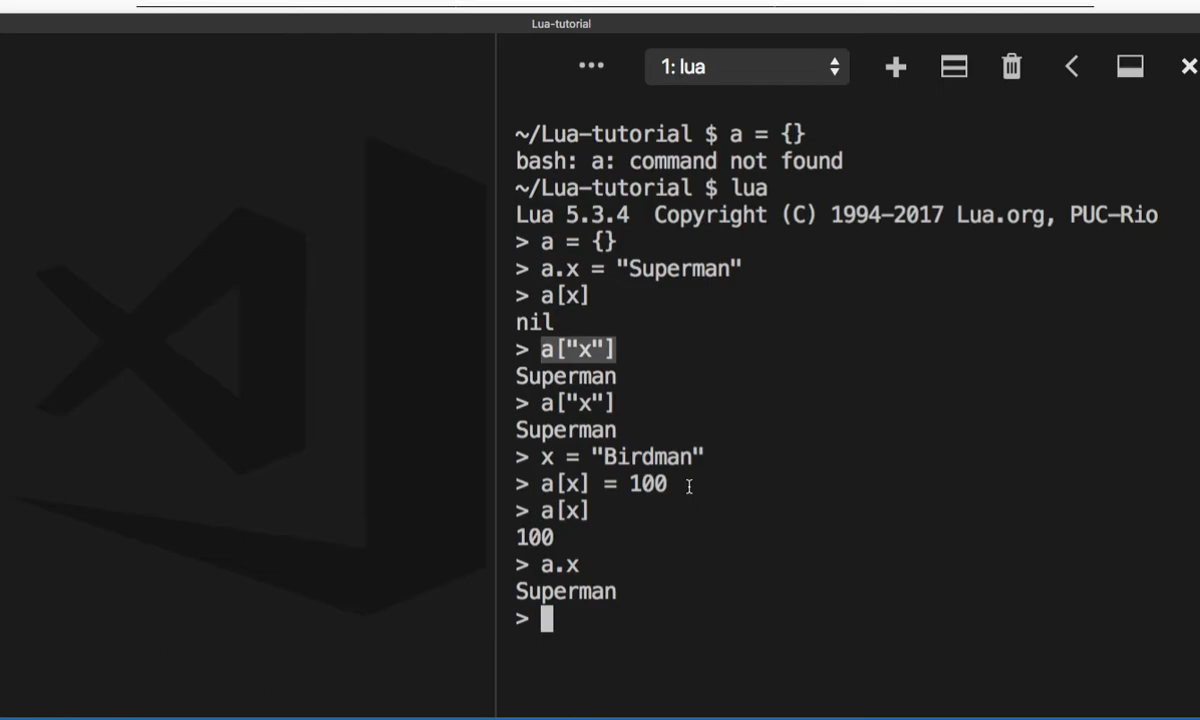 Lua-tutorial
1: lua
~/Lua-tutorial $ a = {}
bash: a: command not found
~/Lua-tutorial $ lua
Lua 5.3.4  Copyright (C) 1994-2017 Lua.org, PUC-Rio
> a = {}
> a.x = "Superman"
> a[x]
nil
> a["x"]
Superman
> a["x"]
Superman
> x = "Birdman"
> a[x] = 100
> a[x]
100
> a.x
Superman
>